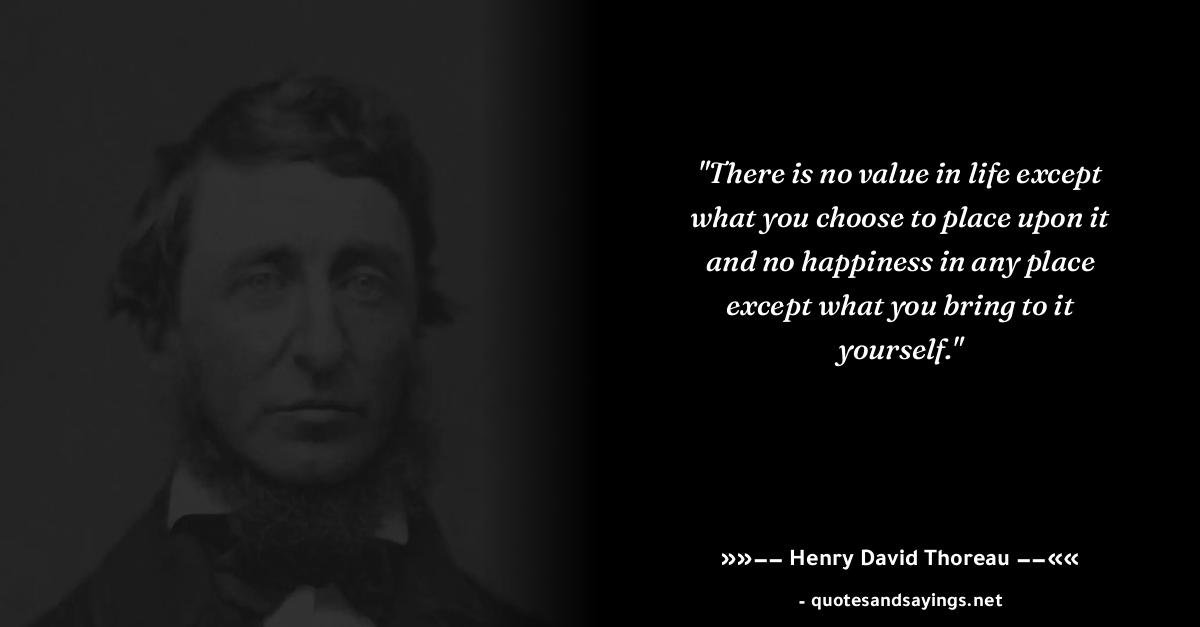 "There is no value in life except
what you choose to place upon it
and no happiness in any place
except what you bring to it
yourself."
»»−− Henry David Thoreau −−««
- quotesandsayings.net